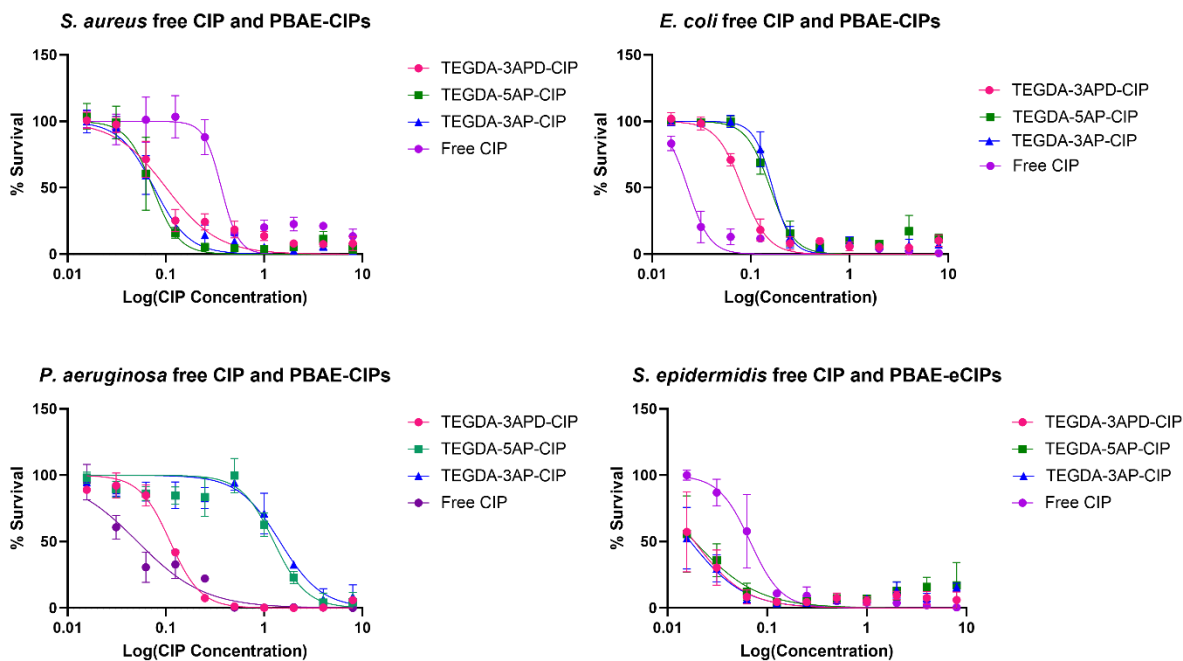 S. aureus free CIP and PBAE-CIPs
150
100
50
0
% Survival
0.01
0.1
1
10
Log(CIP Concentration)
TEGDA-3APD-CIP
TEGDA-5AP-CIP
TEGDA-3AP-CIP
Free CIP
E. coli free CIP and PBAE-CIPs
150
100
50
0
% Survival
0.01
0.1
1
10
Log(Concentration)
TEGDA-3APD-CIP
TEGDA-5AP-CIP
TEGDA-3AP-CIP
Free CIP
P. aeruginosa free CIP and PBAE-CIPs
150
100
50
0
% Survival
0.01
0.1
1
10
Log(CIP Concentration)
TEGDA-3APD-CIP
TEGDA-5AP-CIP
TEGDA-3AP-CIP
Free CIP
S. epidermidis free CIP and PBAE-eCIPs
150
100
50
0
% Survival
0.01
0.1
1
10
Log(Concentration)
TEGDA-3APD-CIP
TEGDA-5AP-CIP
TEGDA-3AP-CIP
Free CIP